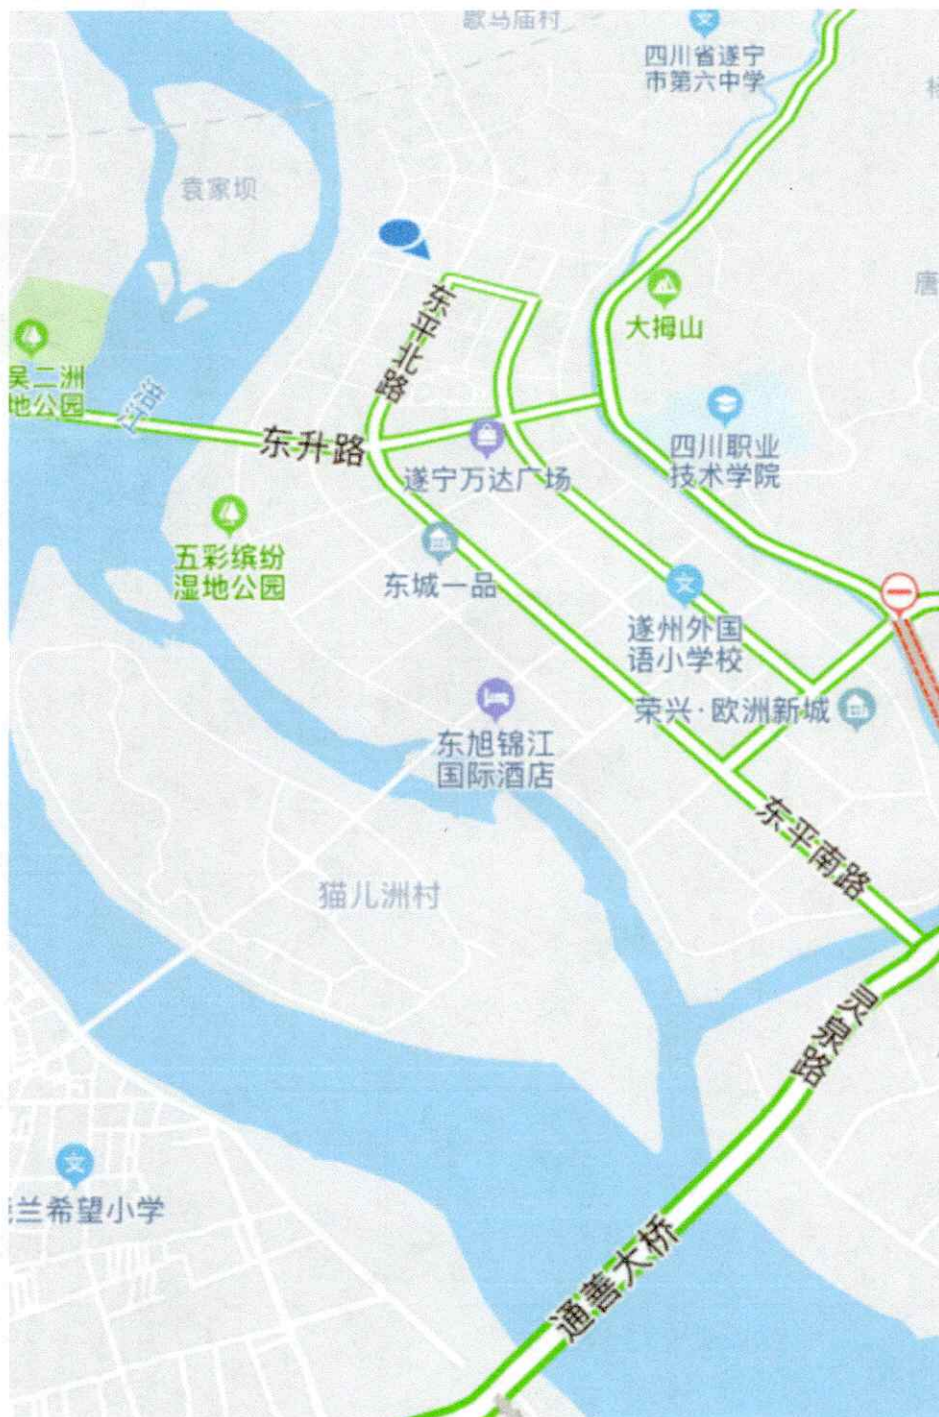 歇马庙村
四川省遂宁
市第六中学
袁家坝
唐
大拇山
东平北路
吴二洲
地公园
涪江
四川职业
技术学院
东升路
遂宁万达广场
五彩缤纷
湿地公园
东城一品
遂州外国
语小学校
荣兴·欧洲新城
东旭锦江
国际酒店
东平南路
猫儿洲村
灵泉路
兰希望小学
通善大桥